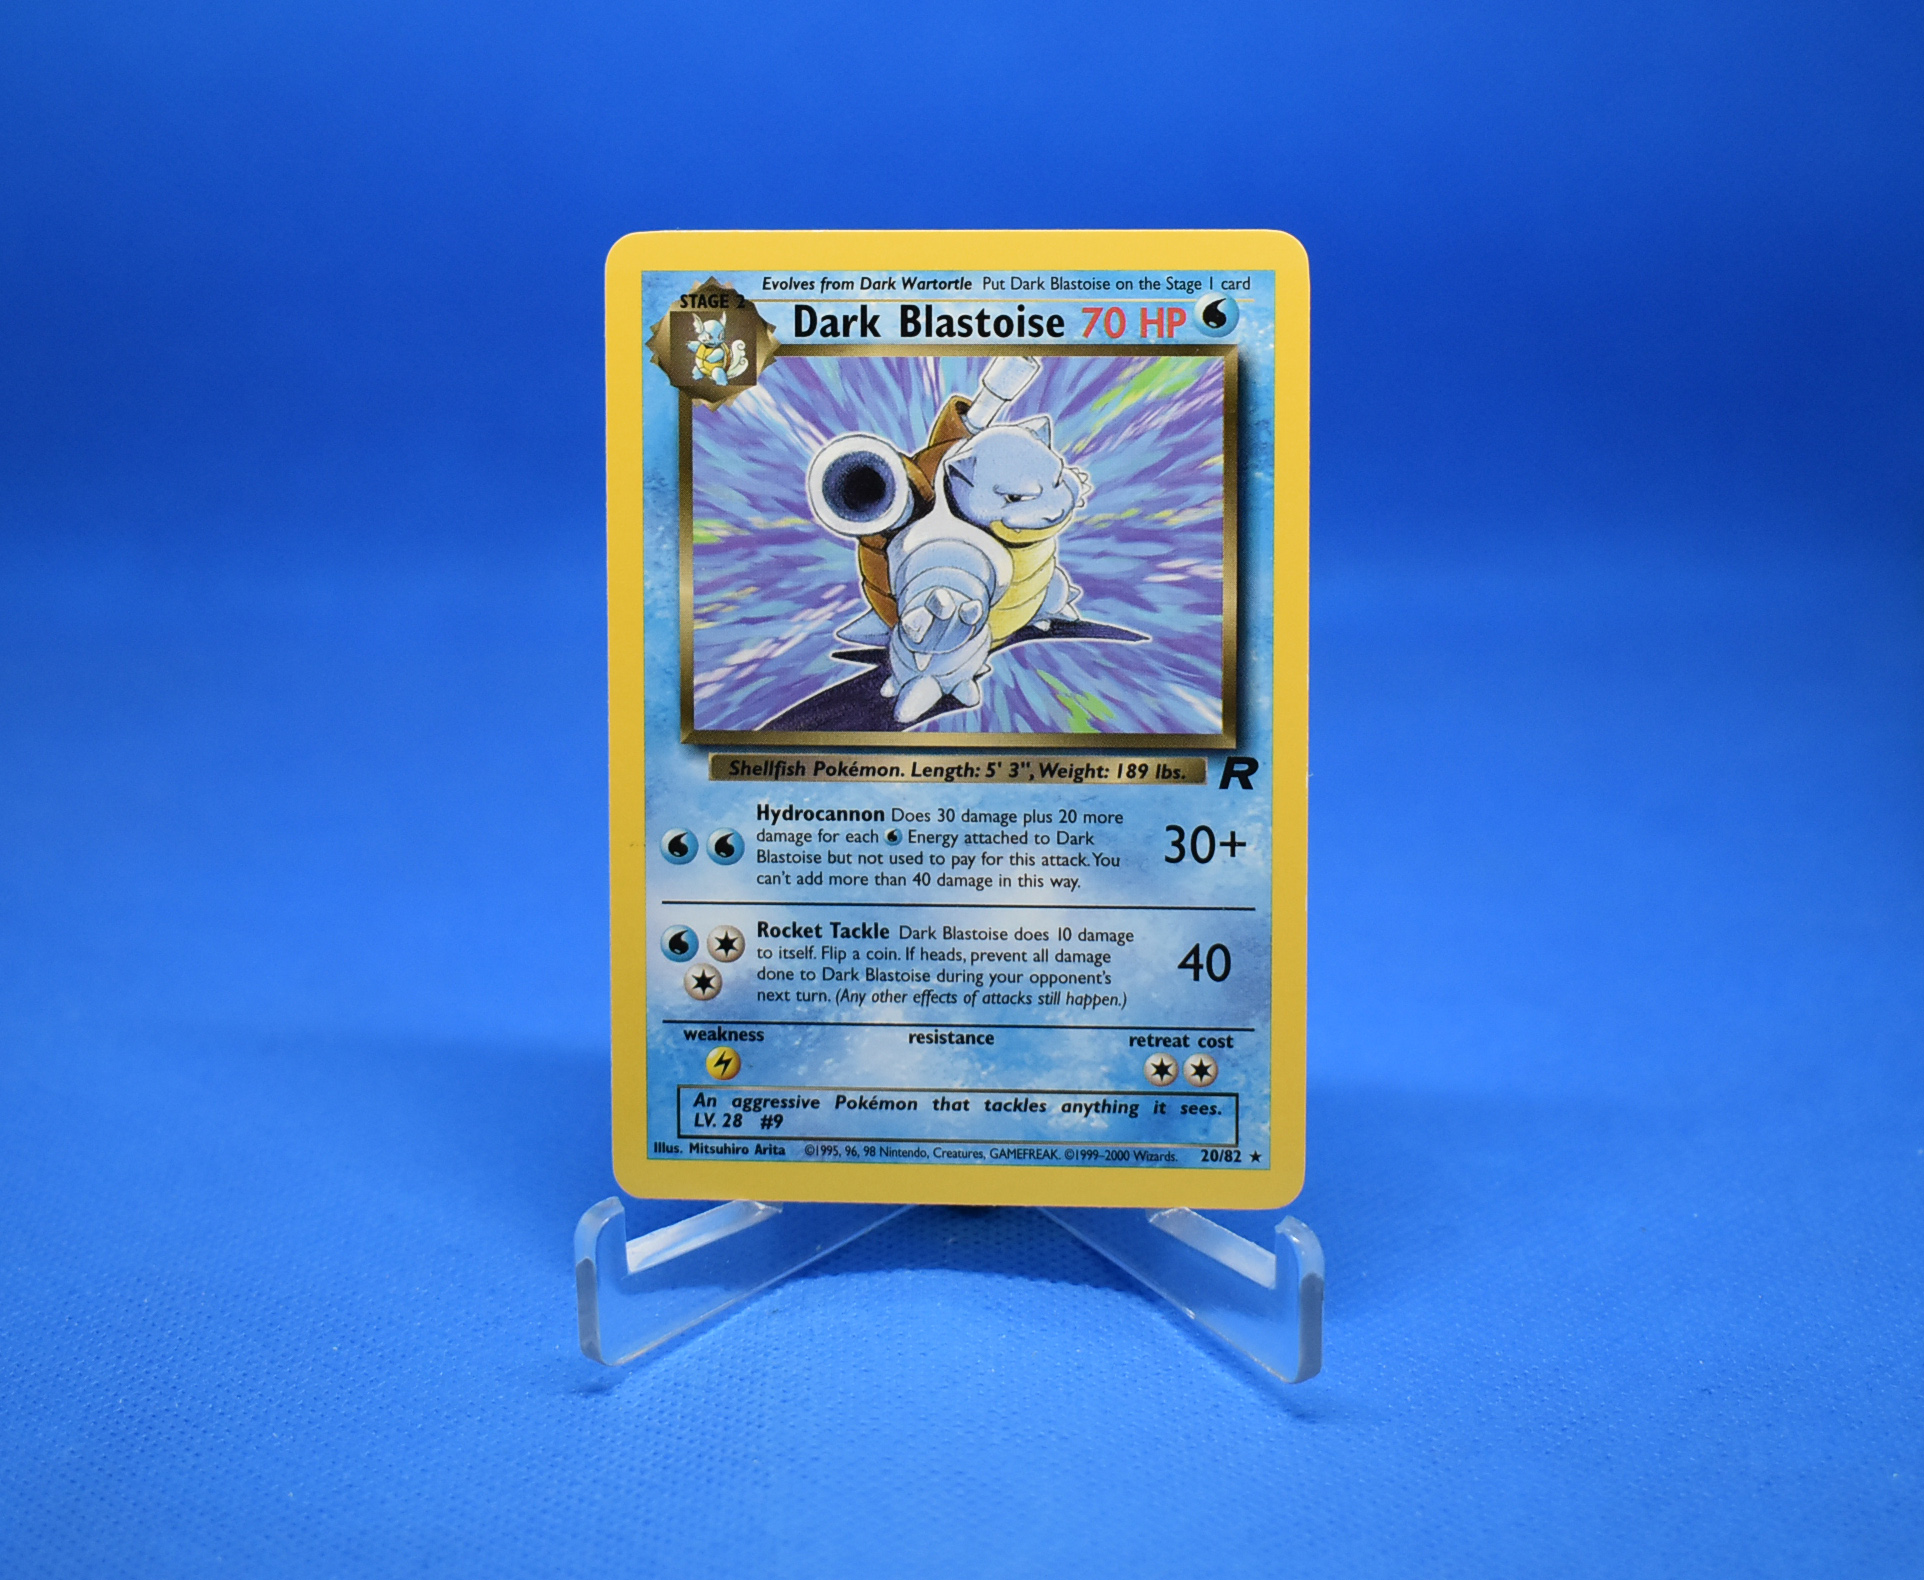 Evolves from Dark Wartortle Put Dark Blastoise on the Stage 1 card
STAGE 2
Dark Blastoise 70 HP
Shellfish Pokémon. Length: 5' 3", Weight: 189 lbs.
R
Hydrocannon Does 30 damage plus 20 more
damage for each Energy attached to Dark
Blastoise but not used to pay for this attack. You
can't add more than 40 damage in this way.
30+
Rocket Tackle Dark Blastoise does 10 damage
to itself. Flip a coin. If heads, prevent all damage
done to Dark Blastoise during your opponent's
next turn. (Any other effects of attacks still happen.)
40
weakness resistance retreat cost
An aggressive Pokémon that tackles anything it sees.
LV. 28 #9
Illus. Mitsuhiro Arita ©1995, 96, 98 Nintendo, Creatures, GAMEFREAK. ©1999–2000 Wizards. 20/82 ★